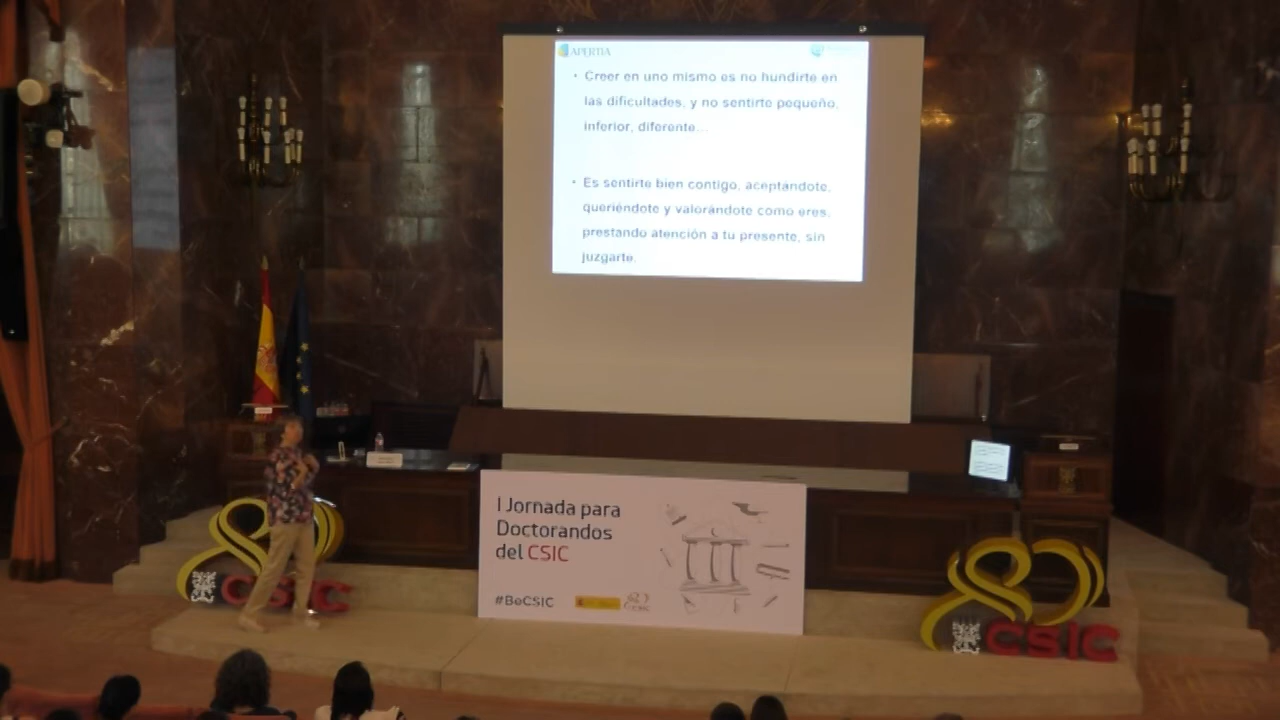 APERTIA
• Creer en uno mismo es no hundirte en
las dificultades, y no sentirte pequeño,
inferior, diferente...
• Es sentirte bien contigo, aceptándote,
queriéndote y valorándote como eres,
prestando atención a tu presente, sin
juzgarte.
I Jornada para
Doctorandos
del CSIC
#BeCSIC
80
CSIC
80
CSIC